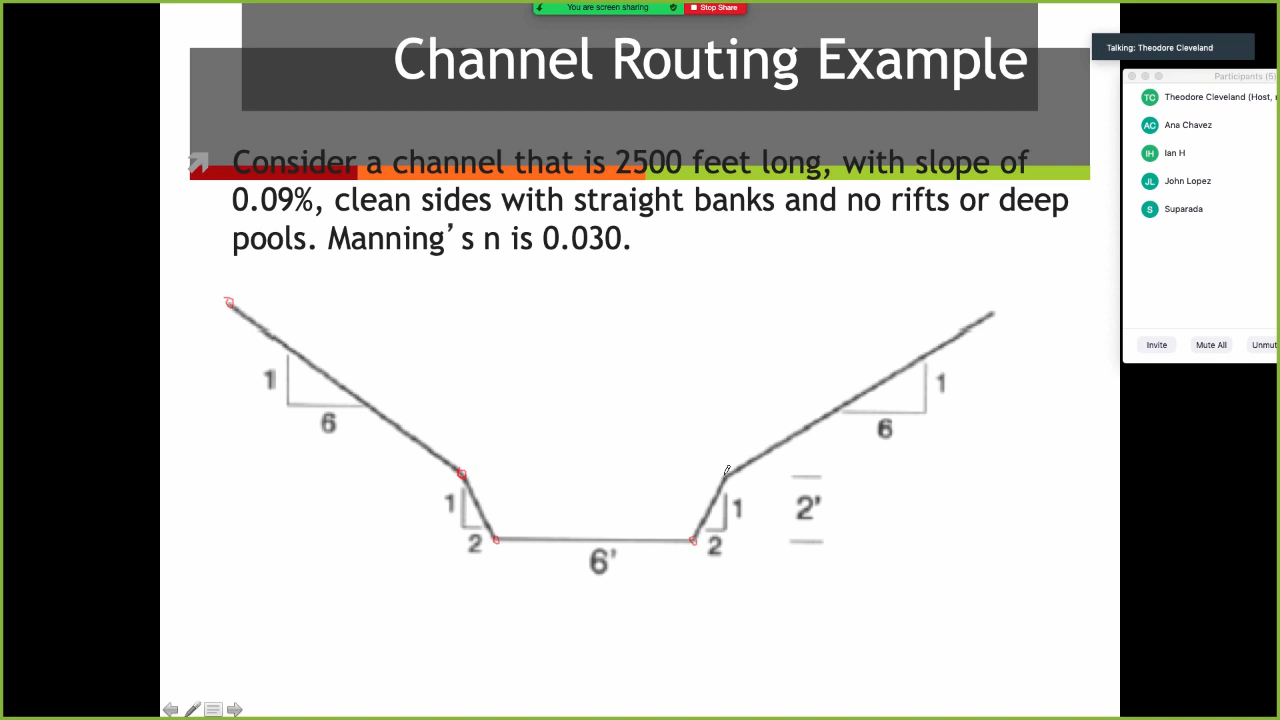 You are screen sharing
Stop Share
Channel Routing Example
Talking: Theodore Cleveland
Participants (5)
TC Theodore Cleveland (Host,
AC Ana Chavez
IH Ian H
JL John Lopez
S Suparada
Invite Mute All Unmut
Consider a channel that is 2500 feet long, with slope of
0.09%, clean sides with straight banks and no rifts or deep
pools. Manning's n is 0.030.
1
6
1
6
1
2
6'
1
2
2'